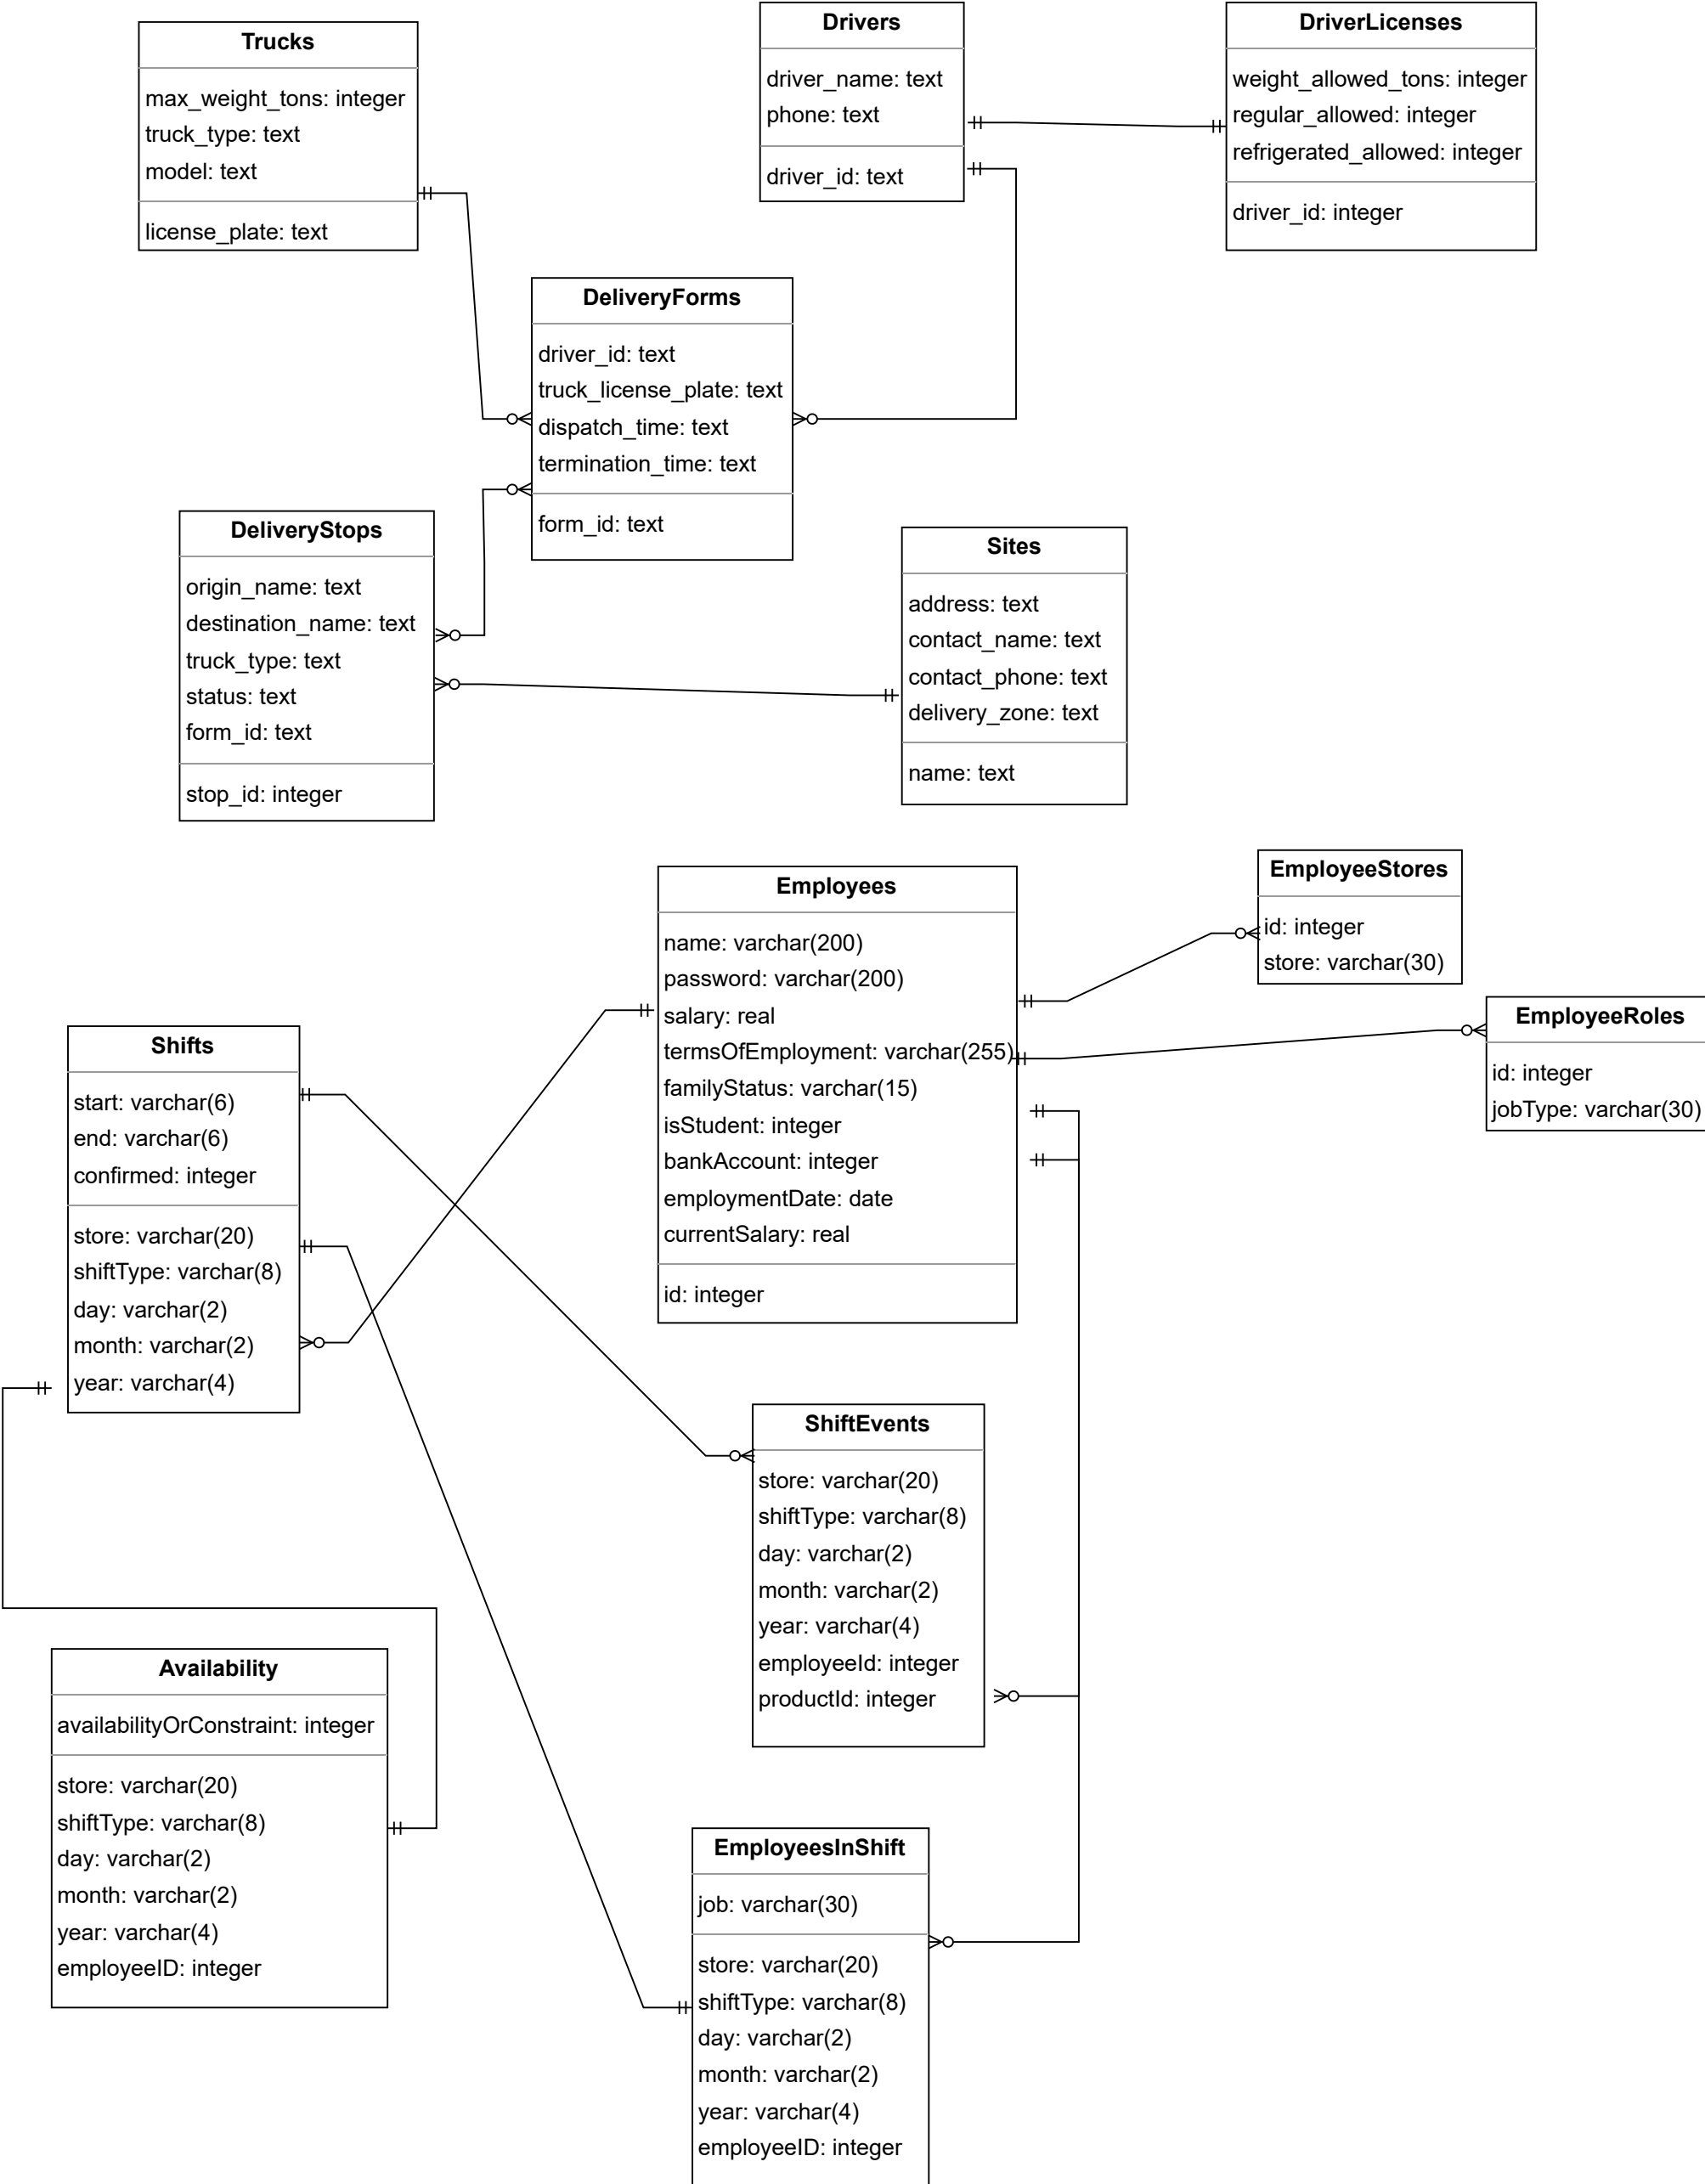 Trucks
max_weight_tons: integer
truck_type: text
model: text
license_plate: text
Drivers
driver_name: text
phone: text
driver_id: text
DriverLicenses
weight_allowed_tons: integer
regular_allowed: integer
refrigerated_allowed: integer
driver_id: integer
DeliveryForms
driver_id: text
truck_license_plate: text
dispatch_time: text
termination_time: text
form_id: text
DeliveryStops
origin_name: text
destination_name: text
truck_type: text
status: text
form_id: text
stop_id: integer
Sites
address: text
contact_name: text
contact_phone: text
delivery_zone: text
name: text
Employees
name: varchar(200)
password: varchar(200)
salary: real
termsOfEmployment: varchar(255)
familyStatus: varchar(15)
isStudent: integer
bankAccount: integer
employmentDate: date
currentSalary: real
id: integer
EmployeeStores
id: integer
store: varchar(30)
EmployeeRoles
id: integer
jobType: varchar(30)
Shifts
start: varchar(6)
end: varchar(6)
confirmed: integer
store: varchar(20)
shiftType: varchar(8)
day: varchar(2)
month: varchar(2)
year: varchar(4)
ShiftEvents
store: varchar(20)
shiftType: varchar(8)
day: varchar(2)
month: varchar(2)
year: varchar(4)
employeeId: integer
productId: integer
Availability
availabilityOrConstraint: integer
store: varchar(20)
shiftType: varchar(8)
day: varchar(2)
month: varchar(2)
year: varchar(4)
employeeID: integer
EmployeesInShift
job: varchar(30)
store: varchar(20)
shiftType: varchar(8)
day: varchar(2)
month: varchar(2)
year: varchar(4)
employeeID: integer